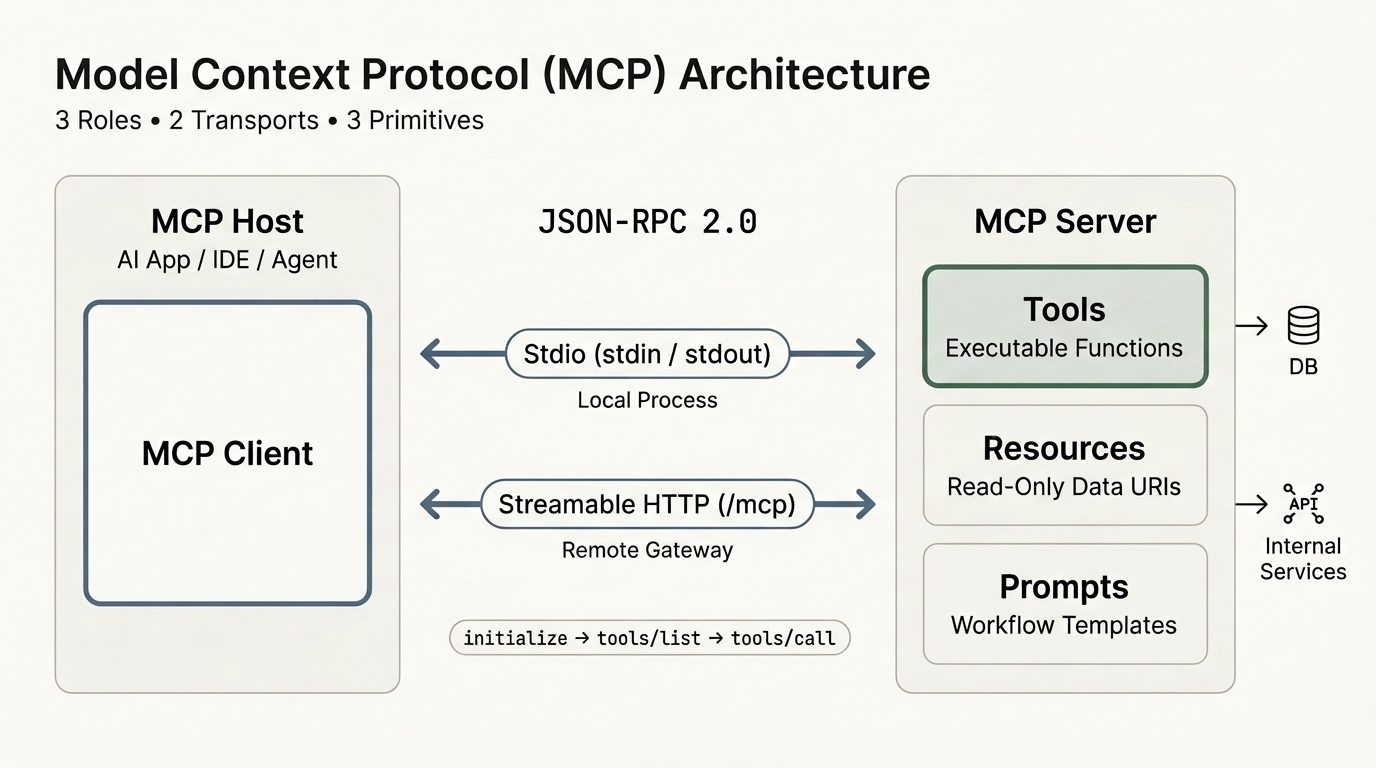 Model Context Protocol (MCP) Architecture
3 Roles • 2 Transports • 3 Primitives
MCP Host
AI App / IDE / Agent
MCP Client
JSON-RPC 2.0
Stdio (stdin / stdout)
Local Process
Streamable HTTP (/mcp)
Remote Gateway
initialize → tools/list → tools/call
MCP Server
Tools
Executable Functions
Resources
Read-Only Data URIs
Prompts
Workflow Templates
DB
API
Internal
Services